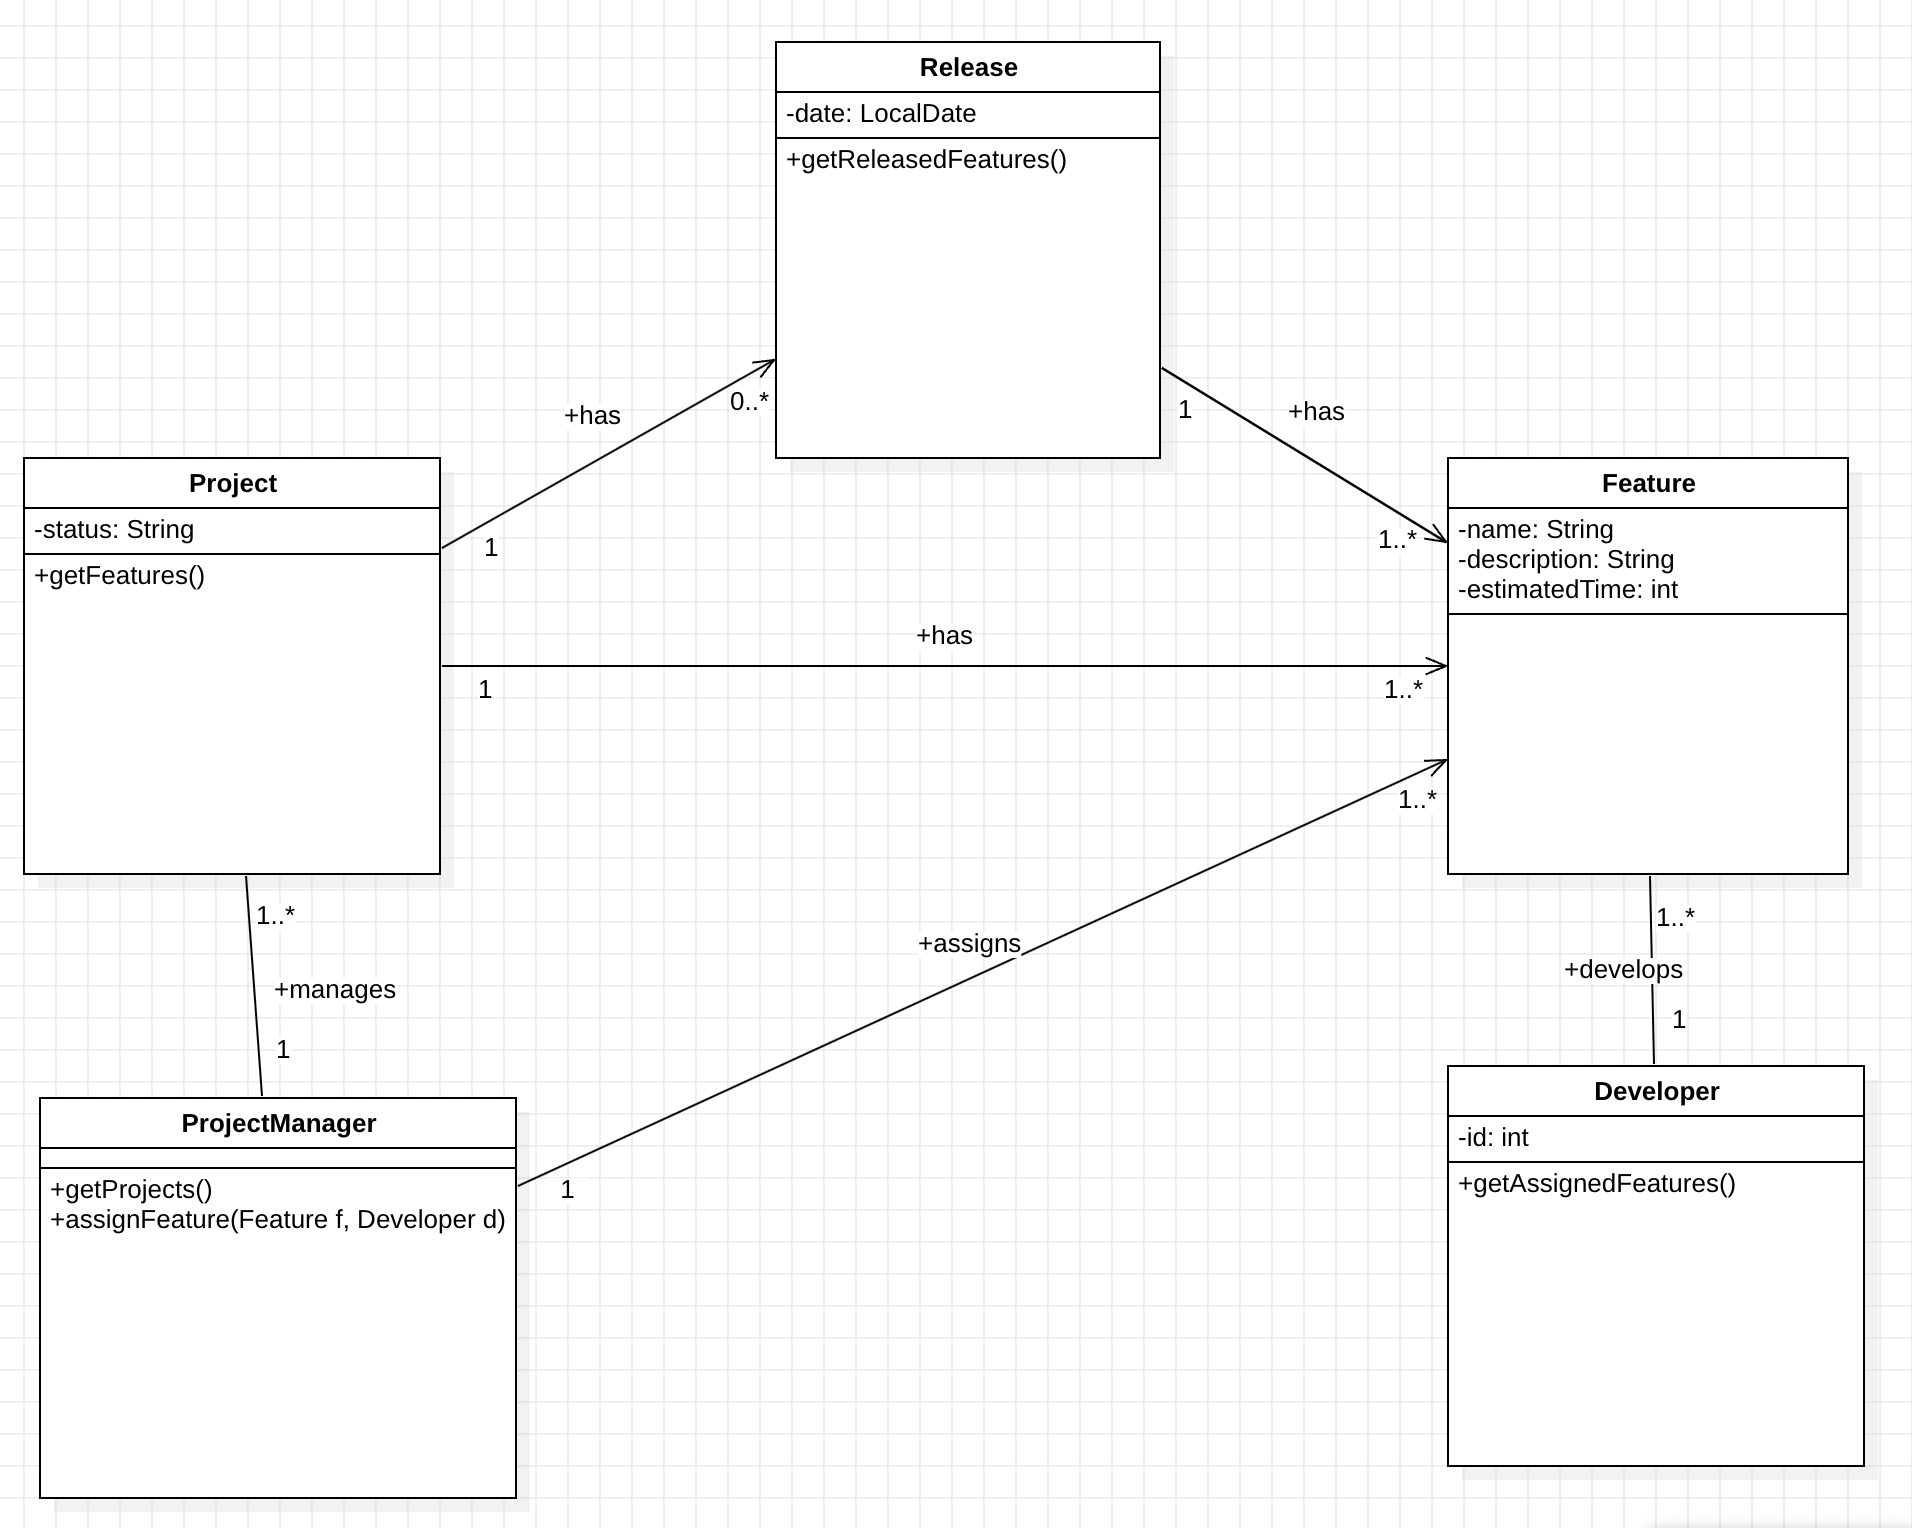 Release
-date: LocalDate
+getReleasedFeatures()
+has
0..*
1
+has
1
1..*
Project
-status: String
+getFeatures()
Feature
-name: String
-description: String
-estimatedTime: int
+has
1
1..*
1..*
+assigns
1
1..*
+manages
1
1..*
+develops
1
ProjectManager
+getProjects()
+assignFeature(Feature f, Developer d)
Developer
-id: int
+getAssignedFeatures()